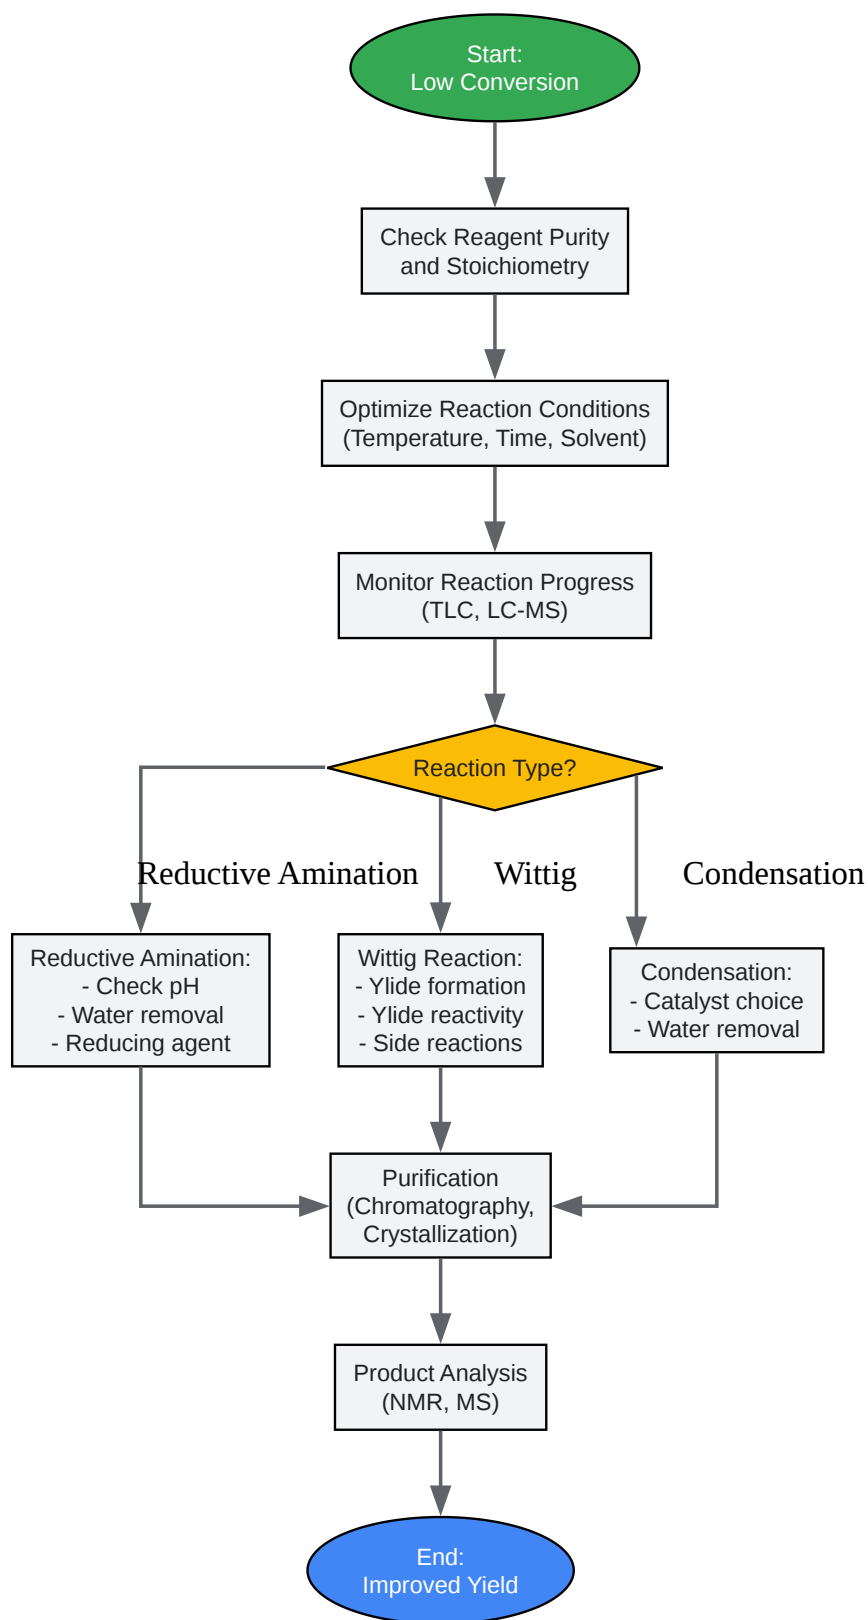 Start:
Low Conversion
Check Reagent Purity
and Stoichiometry
Optimize Reaction Conditions
(Temperature, Time, Solvent)
Monitor Reaction Progress
(TLC, LC-MS)
Reaction Type?
Reductive Amination
Wittig
Condensation
Reductive Amination:
- Check pH
- Water removal
- Reducing agent
Wittig Reaction:
- Ylide formation
- Ylide reactivity
- Side reactions
Condensation:
- Catalyst choice
- Water removal
Purification
(Chromatography,
Crystallization)
Product Analysis
(NMR, MS)
End:
Improved Yield